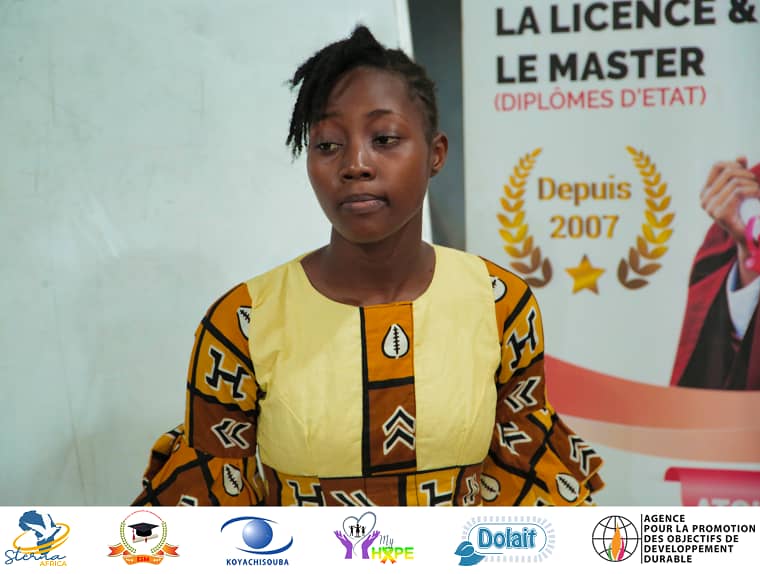 LA LICENCE &
LE MASTER
(DIPLÔMES D'ETAT)
Depuis
2007
Sterna
AFRICA
KOYACHISOUBA
My
HOPE
Dolait
AGENCE
POUR LA PROMOTION
DES OBJECTIFS DE
DEVELOPPEMENT
DURABLE